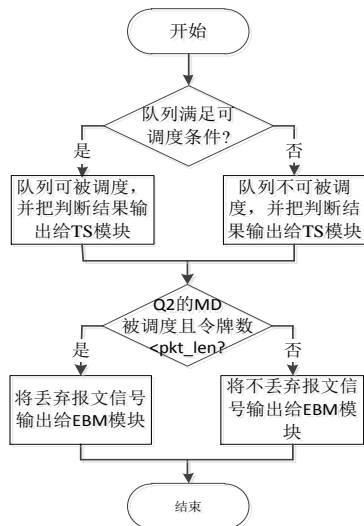 开始
队列满足可
调度条件?
是
否
队列可被调度，
并把判断结果输
出给TS模块
队列不可被调
度，并把判断结
果输出给TS模块
Q2的MD
被调度且令牌数
<pkt_len?
是
否
将丢弃报文信号
输出给EBM模块
将不丢弃报文信
号输出给EBM模
块
结束